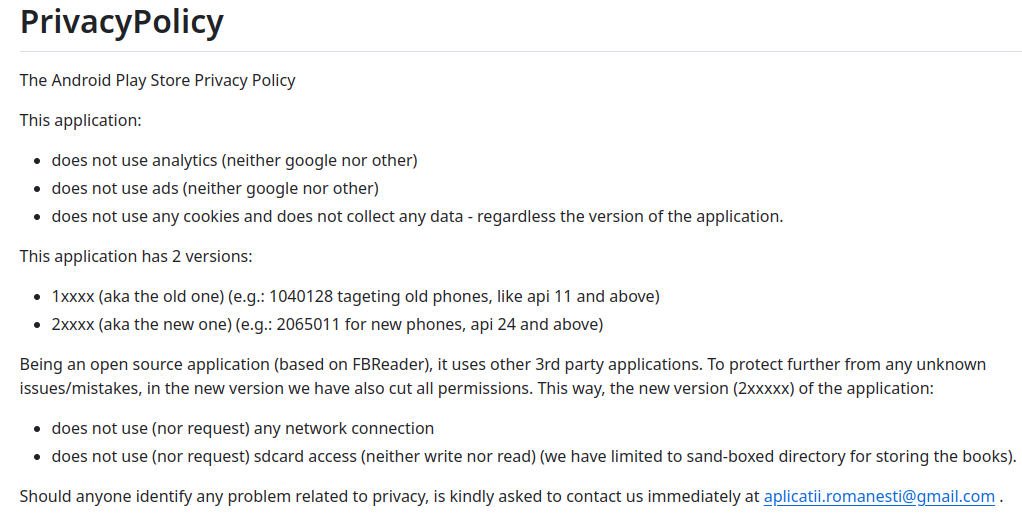 PrivacyPolicy
The Android Play Store Privacy Policy
This application:
• does not use analytics (neither google nor other)
• does not use ads (neither google nor other)
• does not use any cookies and does not collect any data - regardless the version of the application.
This application has 2 versions:
• 1xxxx (aka the old one) (e.g.: 1040128 tageting old phones, like api 11 and above)
• 2xxxx (aka the new one) (e.g.: 2065011 for new phones, api 24 and above)
Being an open source application (based on FBReader), it uses other 3rd party applications. To protect further from any unknown
issues/mistakes, in the new version we have also cut all permissions. This way, the new version (2xxxxx) of the application:
• does not use (nor request) any network connection
• does not use (nor request) sdcard access (neither write nor read) (we have limited to sand-boxed directory for storing the books).
Should anyone identify any problem related to privacy, is kindly asked to contact us immediately at aplicatii.romanesti@gmail.com .